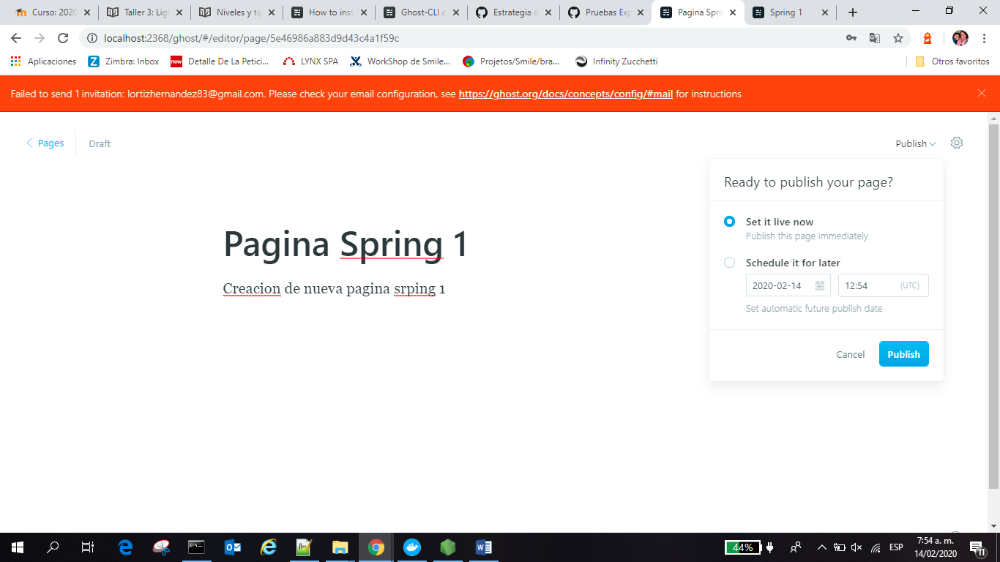 Curso: 2020
Taller 3: Lig
Niveles y tip
How to inst
Ghost-CLI c
Estrategia d
Pruebas Exp
Pagina Sprin
Spring 1
localhost:2368/ghost/#/editor/page/5e46986a883d9d43c4a1f59c
Aplicaciones
Zimbra: Inbox
now
Detalle De La Petici...
LYNX SPA
WorkShop de Smile...
Projetos/Smile/bra...
Infinity Zucchetti
Otros favoritos
Failed to send 1 invitation: lortizhernandez83@gmail.com. Please check your email configuration, see https://ghost.org/docs/concepts/config/#mail for instructions
Pages
Draft
Publish
Ready to publish your page?
Set it live now
Publish this page immediately
Schedule it for later
2020-02-14
12:54
(UTC)
Set automatic future publish date
Cancel
Publish
Pagina Spring 1
Creacion de nueva pagina srping 1
44%
ESP
7:54 a. m.
14/02/2020
11